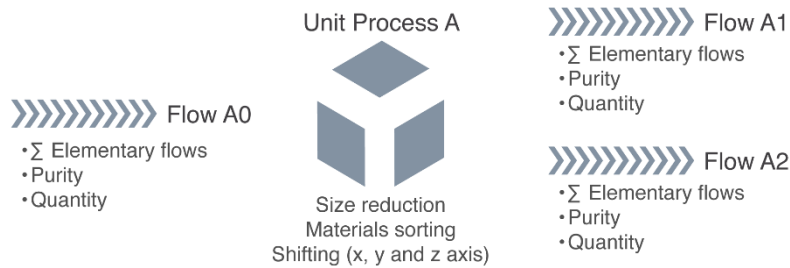 Flow A0
•∑ Elementary flows
•Purity
•Quantity
Unit Process A
Size reduction
Materials sorting
Shifting (x, y and z axis)
Flow A1
•∑ Elementary flows
•Purity
•Quantity
Flow A2
•∑ Elementary flows
•Purity
•Quantity